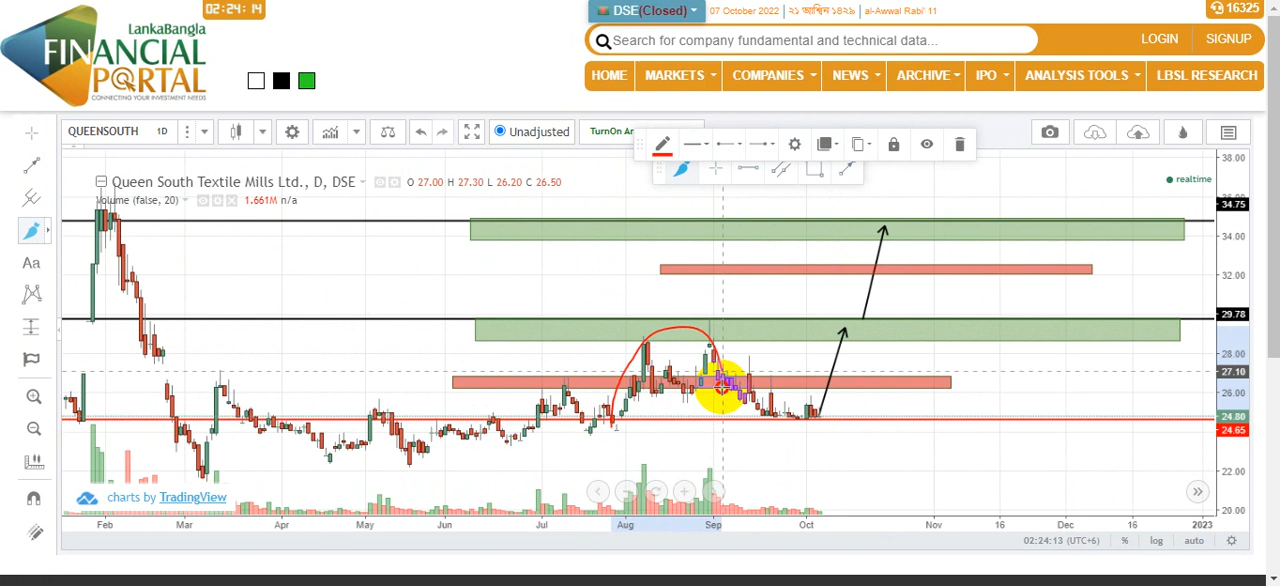 02:24:14
LankaBangla
FINANCIAL
PORTAL
CONNECTING YOUR INVESTMENT NEEDS
DSE(Closed)
07 October 2022 | ২২ আশ্বিন ১৪২৯ | al-Awwal Rabi' 11
16325
Search for company fundamental and technical data...
LOGIN
SIGNUP
HOME
MARKETS
COMPANIES
NEWS
ARCHIVE
IPO
ANALYSIS TOOLS
LBSL RESEARCH
QUEENSOUTH
1D
Unadjusted
TurnOn
Queen South Textile Mills Ltd., D, DSE
O 27.00 H 27.30 L 26.20 C 26.50
Volume (false, 20)
1.661M n/a
realtime
Aa
38.00
34.75
34.00
32.00
29.78
28.00
27.10
26.00
24.80
24.65
22.00
20.00
charts by TradingView
Feb
Mar
Apr
May
Jun
Jul
Aug
Sep
Oct
Nov
16
Dec
16
2023
02:24:13 (UTC+6)
%
log
auto